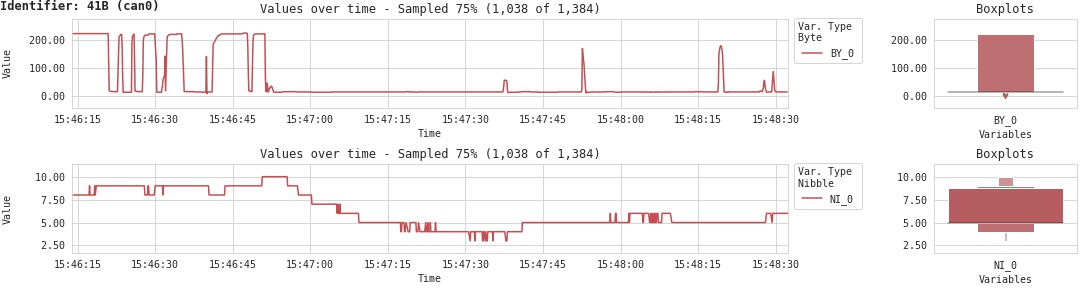 Identifier: 41B (can0)
Values over time - Sampled 75% (1,038 of 1,384)
Boxplots
Value
200.00
100.00
0.00
15:46:15 15:46:30 15:46:45 15:47:00 15:47:15 15:47:30 15:47:45 15:48:00 15:48:15 15:48:30
Time
Var. Type
Byte
BY_0
200.00
100.00
0.00
BY_0
Variables
Values over time - Sampled 75% (1,038 of 1,384)
Boxplots
Value
10.00
7.50
5.00
2.50
15:46:15 15:46:30 15:46:45 15:47:00 15:47:15 15:47:30 15:47:45 15:48:00 15:48:15 15:48:30
Time
Var. Type
Nibble
NI_0
10.00
7.50
5.00
2.50
NI_0
Variables